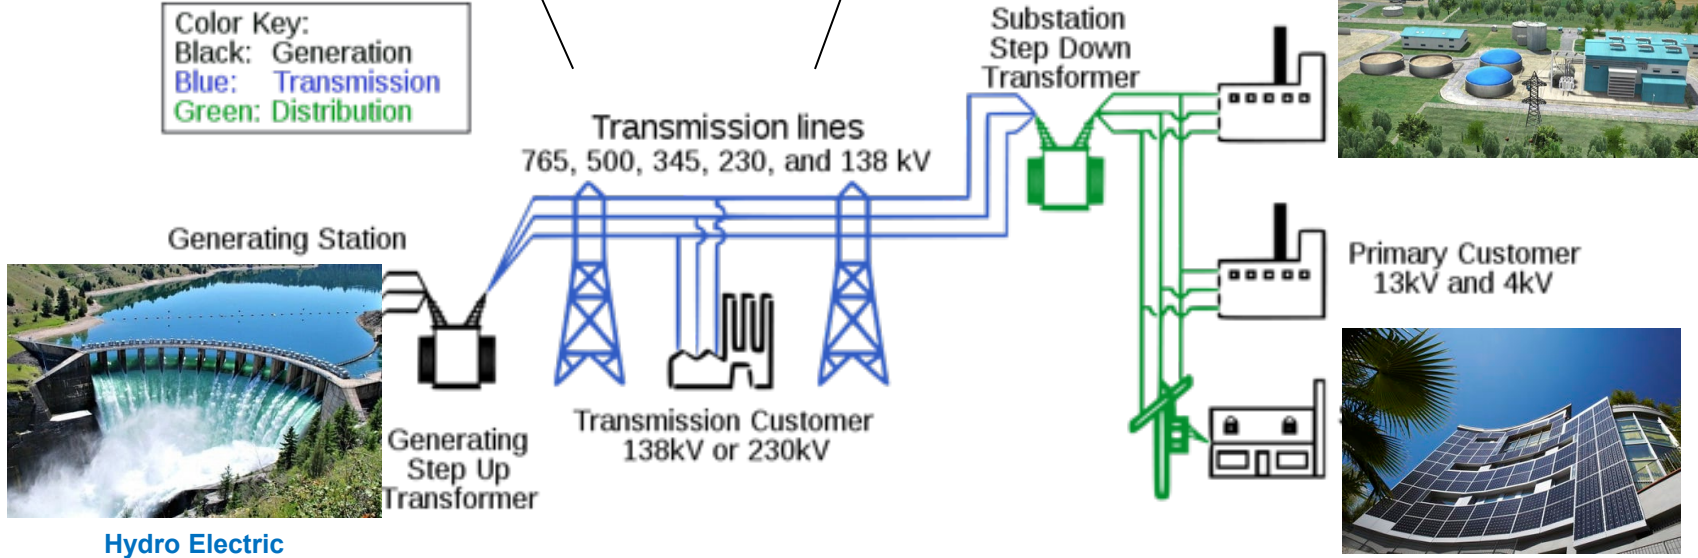 Color Key:
Black: Generation
Blue: Transmission
Green: Distribution
Substation
Step Down
Transformer
Transmission lines
765, 500, 345, 230, and 138 kV
Generating Station
Primary Customer
13kV and 4kV
Transmission Customer
138kV or 230kV
Generating
Step Up
Transformer
Hydro Electric